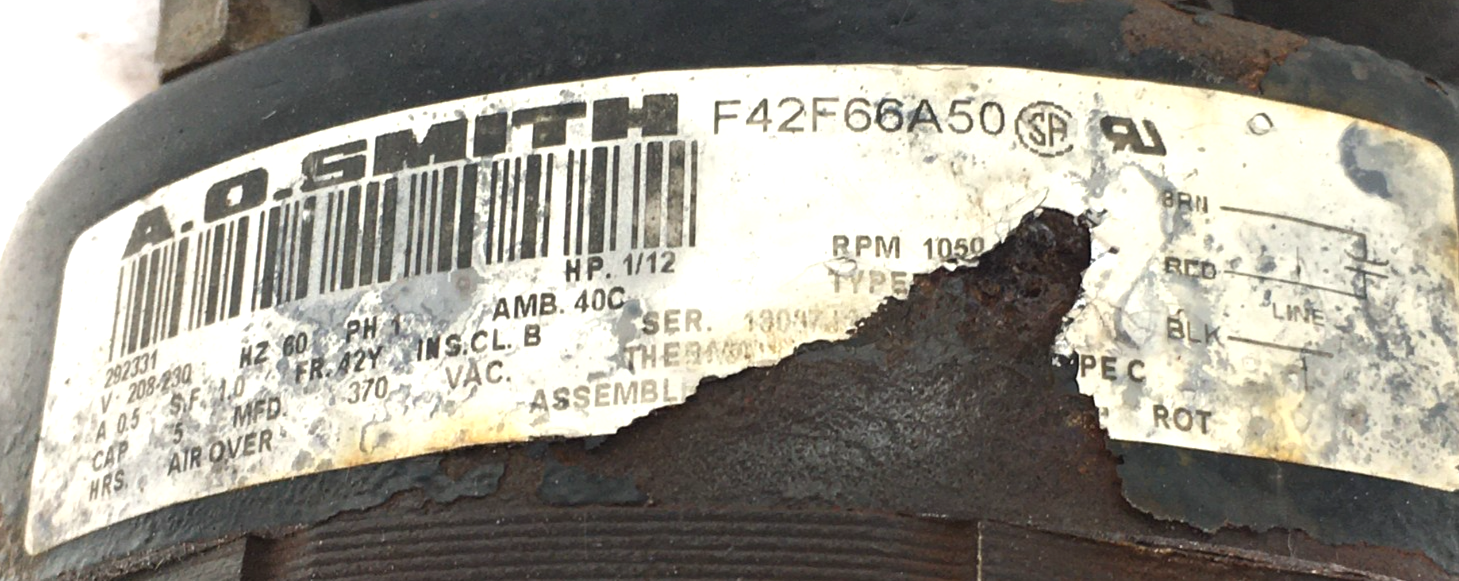 A.O.SMITH F42F66A50 SA
HP. 1/12 RPM 1050
AMB. 40C TYPE
292331 HZ 60 PH 1 SER.
V 208-230 FR. 42Y INS.CL. B
A 0.5 S.F. 1.0 370 VAC. ASSEMBL
CAP 5 MFD.
HRS. AIR OVER
BRN
RED
LINE
BLK
PE C
ROT